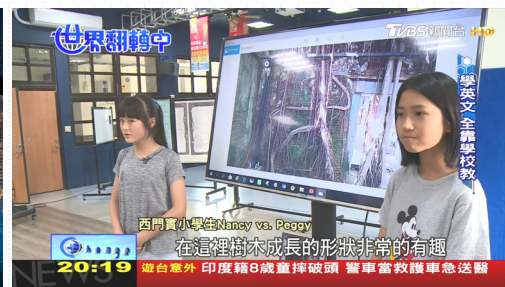 世界翻轉中
TVBS新聞台 HD
學英文 全靠學校教
西門實小學生Nancy vs. Peggy
在這裡樹木成長的形狀非常的有趣
Change
20:19 遊台意外 印度籍8歲童摔破頭 警車當救護車急送醫
NEWS